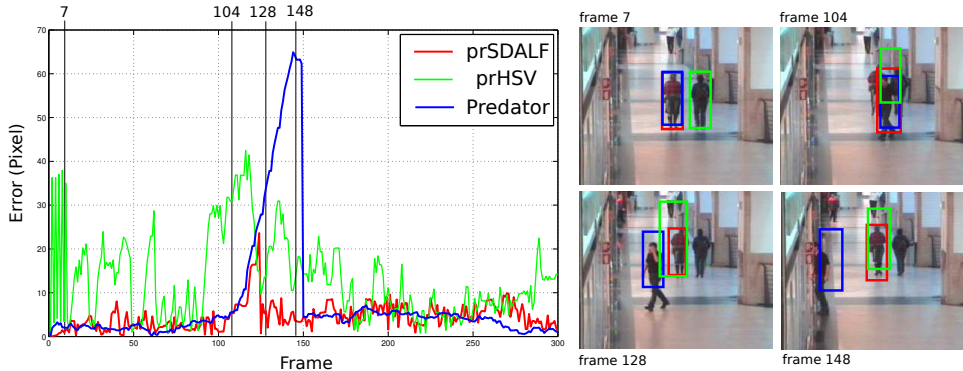 7
104
128
148
70
60
50
40
30
20
10
0
0
50
100
150
200
250
300
Error (Pixel)
Frame
prSDALF
prHSV
Predator
frame 7
frame 104
frame 128
frame 148